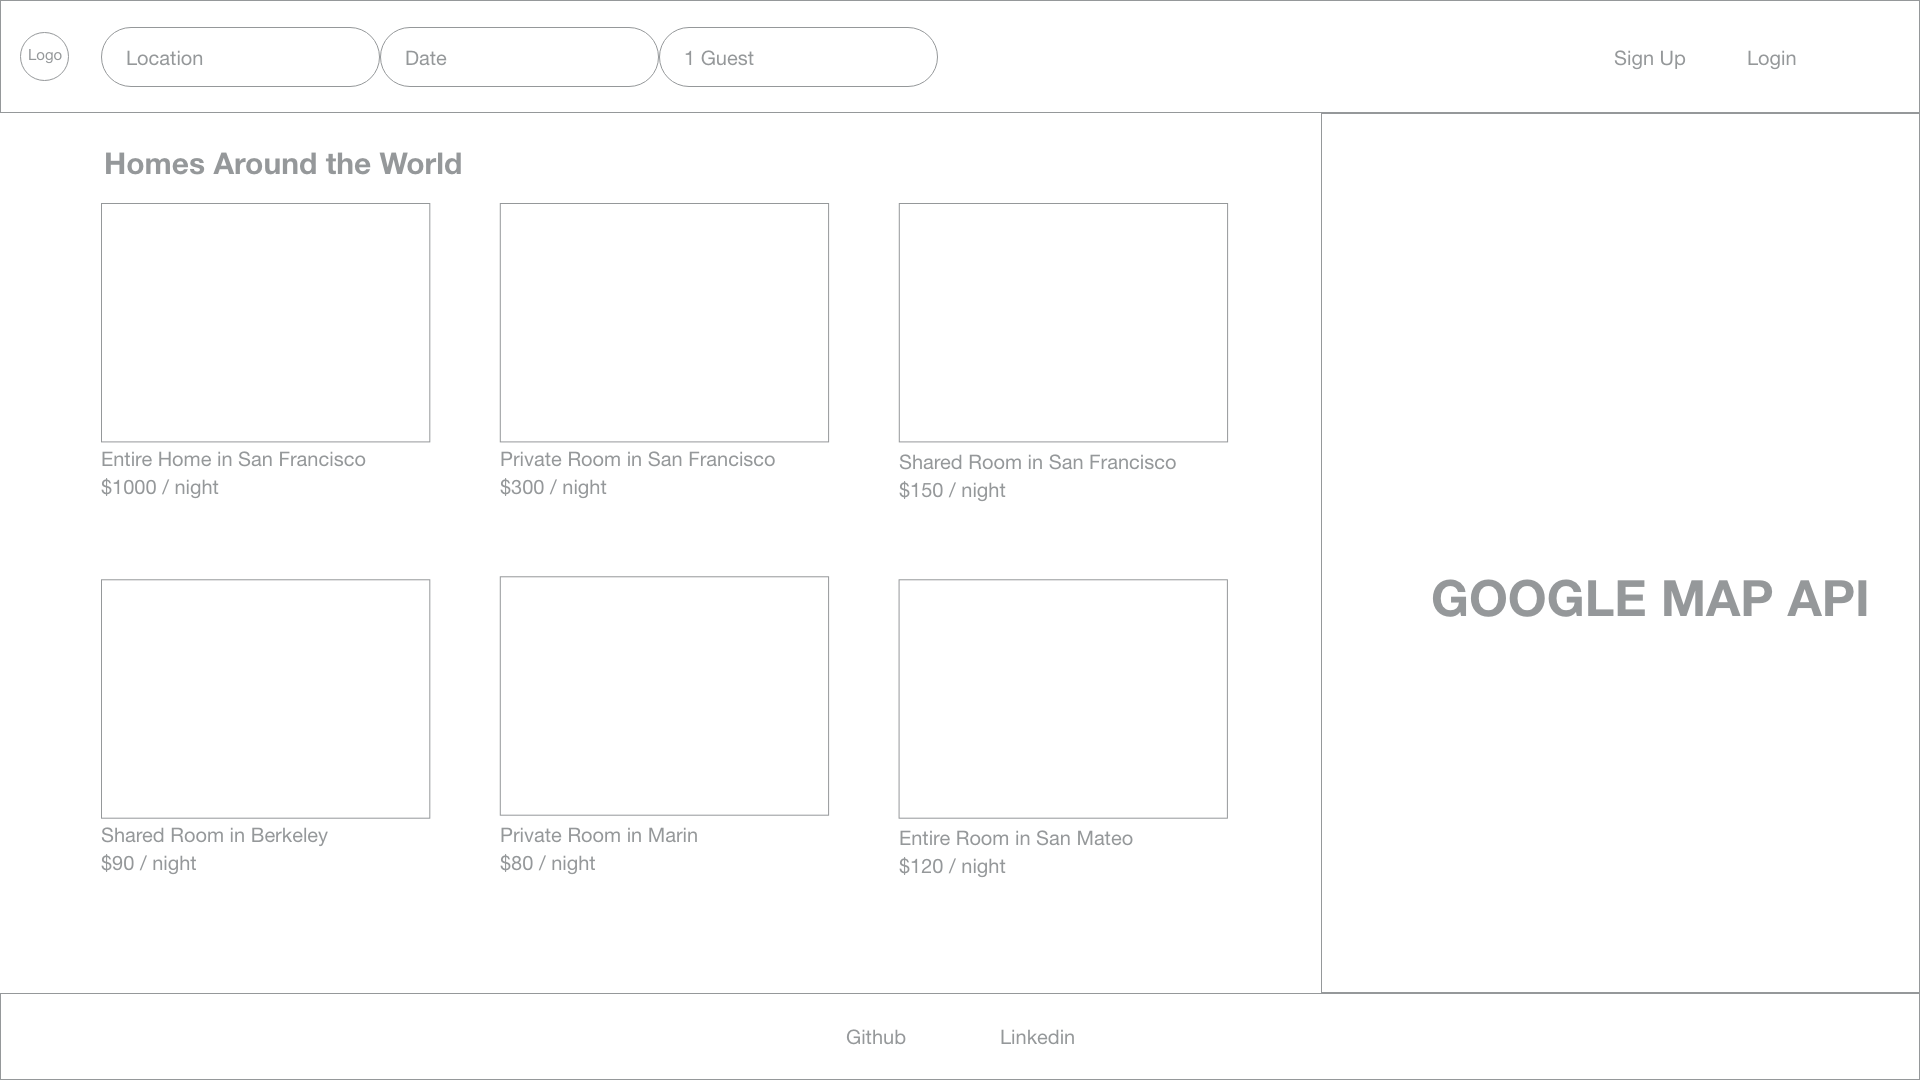 Logo
Location
Date
1 Guest
Sign Up
Login
Homes Around the World
Entire Home in San Francisco
$1000 / night
Private Room in San Francisco
$300 / night
Shared Room in San Francisco
$150 / night
Shared Room in Berkeley
$90 / night
Private Room in Marin
$80 / night
Entire Room in San Mateo
$120 / night
GOOGLE MAP API
Github
Linkedin